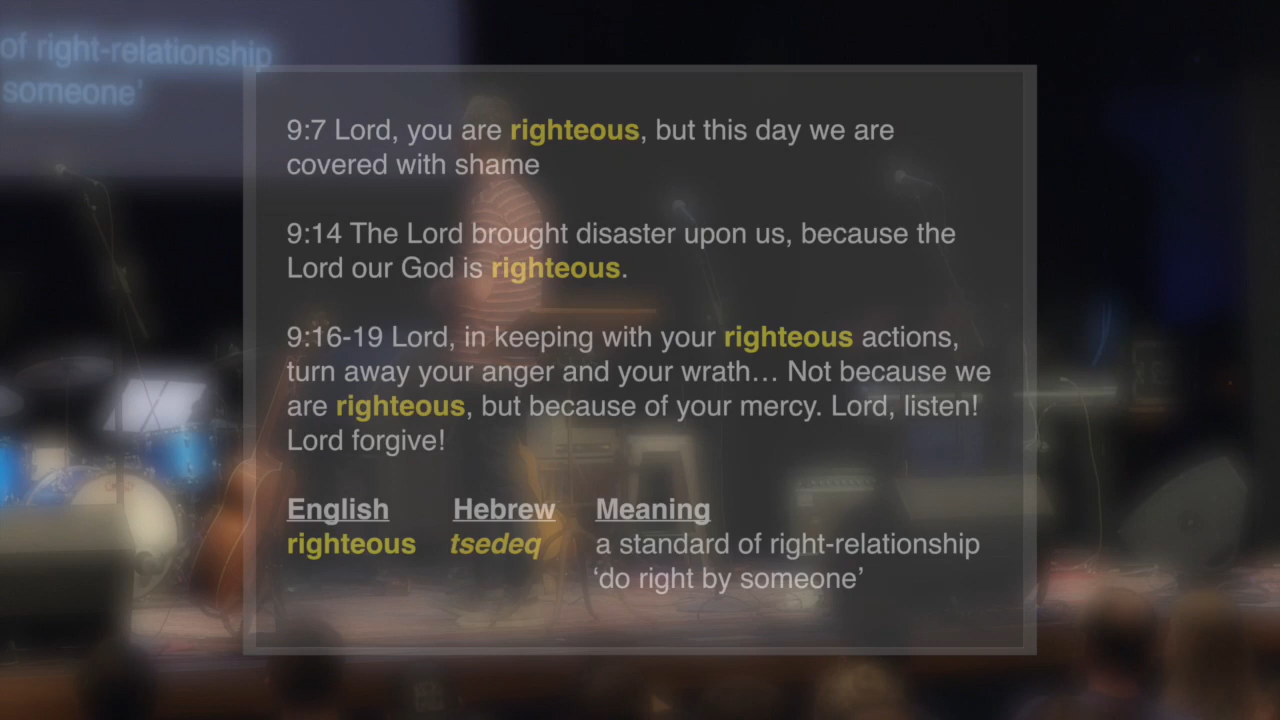 of right-relationship
someone’
9:7 Lord, you are righteous, but this day we are
covered with shame
9:14 The Lord brought disaster upon us, because the
Lord our God is righteous.
9:16-19 Lord, in keeping with your righteous actions,
turn away your anger and your wrath… Not because we
are righteous, but because of your mercy. Lord, listen!
Lord forgive!
English Hebrew Meaning
righteous tsedeq a standard of right-relationship
‘do right by someone’